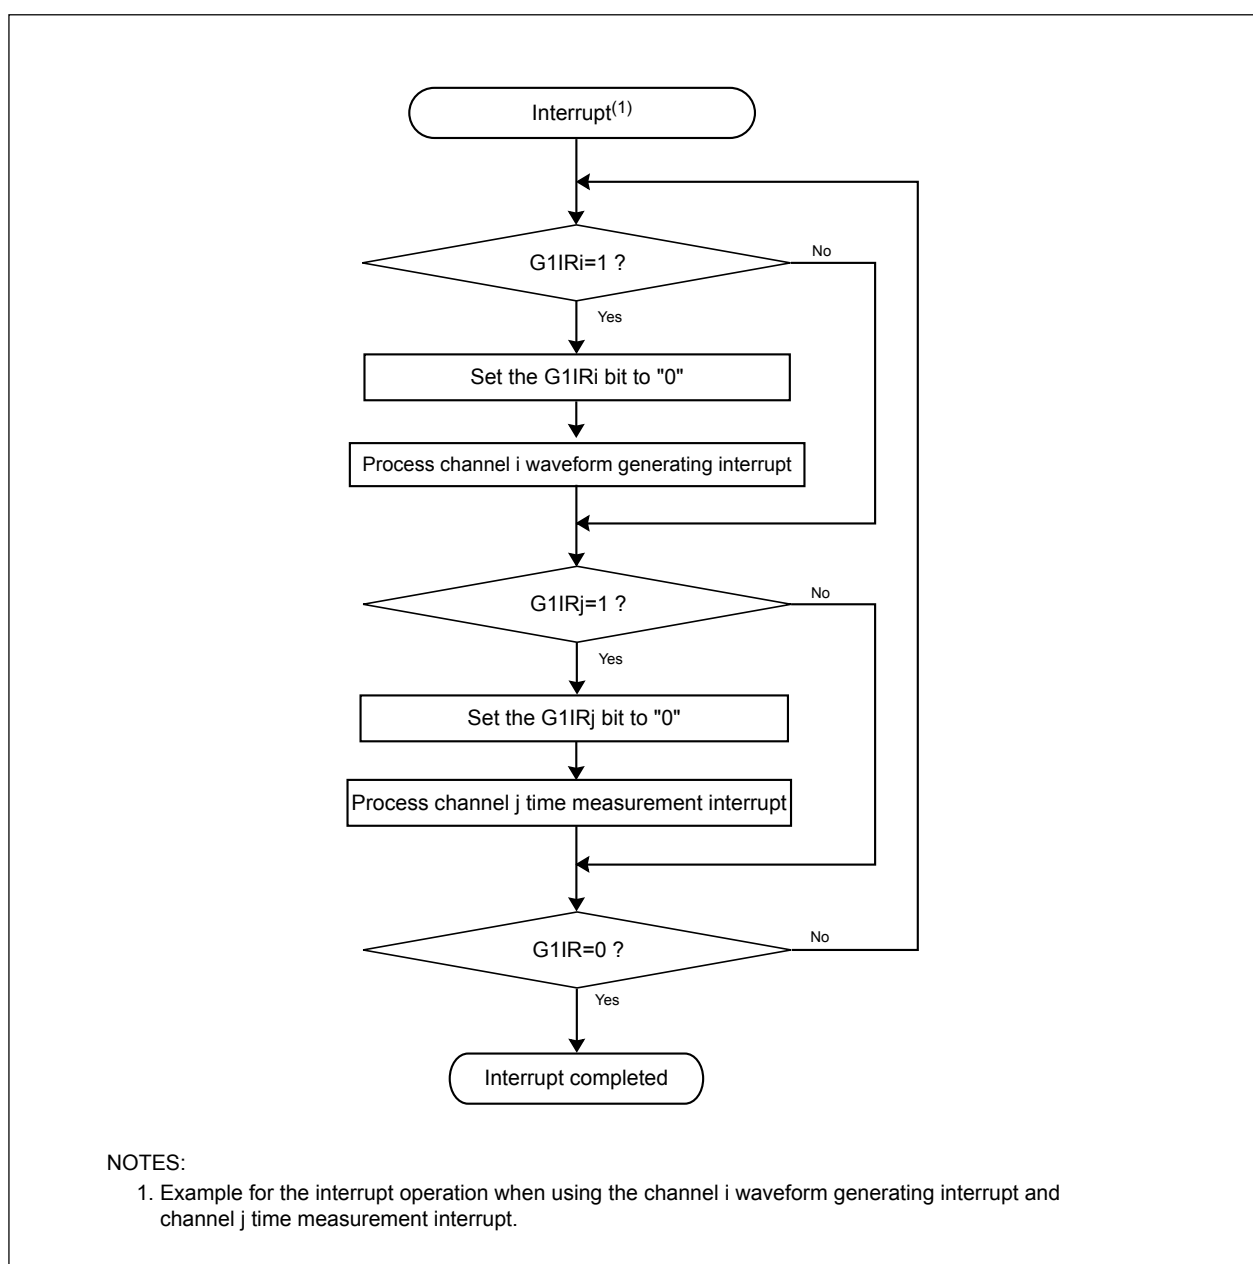 Interrupt(1)
G1IRi=1 ?
No
Yes
Set the G1IRi bit to "0"
Process channel i waveform generating interrupt
G1IRj=1 ?
No
Yes
Set the G1IRj bit to "0"
Process channel j time measurement interrupt
G1IR=0 ?
No
Yes
Interrupt completed
NOTES:
1. Example for the interrupt operation when using the channel i waveform generating interrupt and
channel j time measurement interrupt.